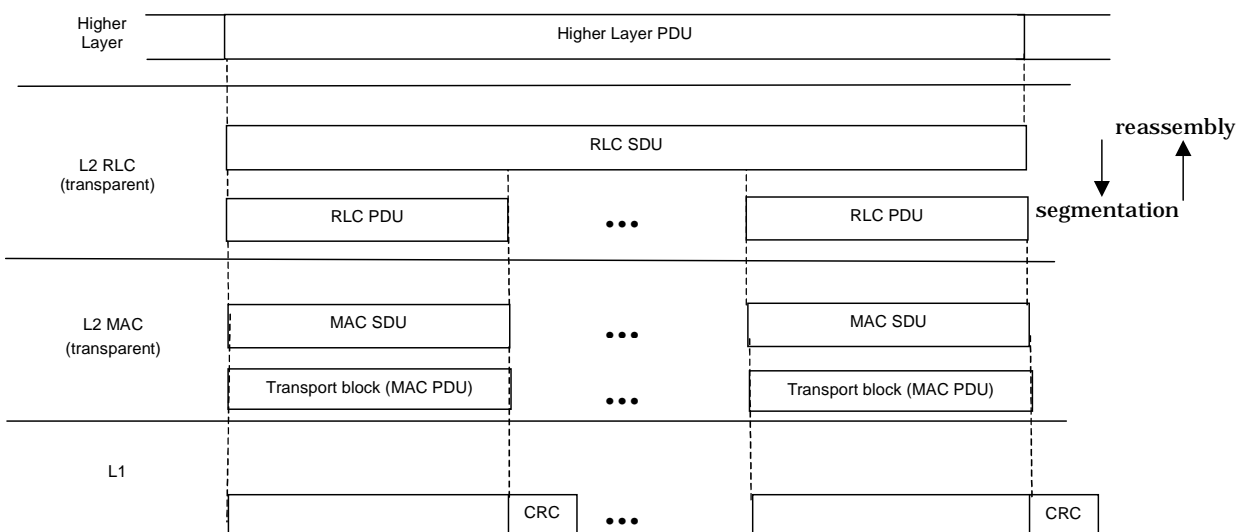 Higher
Layer
Higher Layer PDU
reassembly
RLC SDU
L2 RLC
(transparent)
RLC PDU
•••
RLC PDU
segmentation
L2 MAC
(transparent)
MAC SDU
•••
MAC SDU
Transport block (MAC PDU)
•••
Transport block (MAC PDU)
L1
CRC
•••
CRC